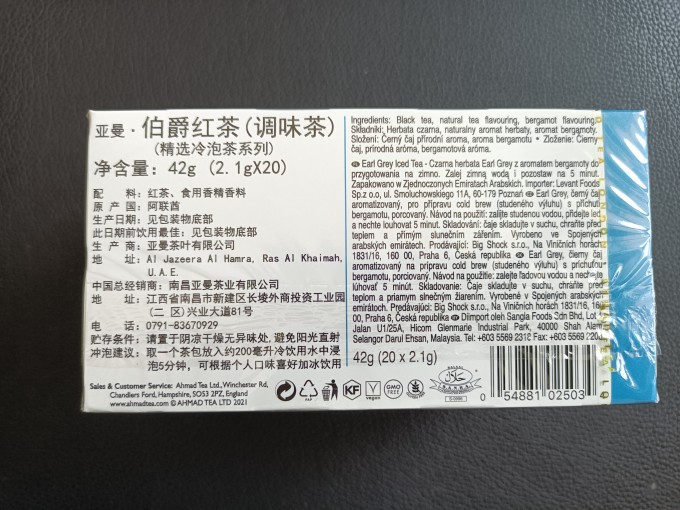 亚曼·伯爵红茶(调味茶)
(精选冷泡茶系列)
净含量: 42g (2.1gX20)
配 料: 红茶、食用香精香料
原 产 国: 阿联酋
生产日期: 见包装物底部
此日期前饮用最佳: 见包装物底部
生 产 商: 亚曼茶叶有限公司
地 址: Al Jazeera Al Hamra, Ras Al Khaimah,
U.A.E.
中国总经销商: 南昌亚曼茶业有限公司
地 址: 江西省南昌市新建区长堎外商投资工业园
(二 区)兴业大道81号
电 话: 0791-83670929
贮存条件: 请置于阴凉干燥无异味处, 避免阳光直射
冲泡建议: 取一个茶包放入约200毫升冷饮用水中浸
泡5分钟, 可根据个人口味喜好加冰饮用
Sales & Customer Service: Ahmad Tea Ltd, Winchester Rd,
Chandlers Ford, Hampshire, SO53 2PZ, England
www.ahmadtea.com © AHMAD TEA LTD 2021
Ingredients: Black tea, natural tea flavouring, bergamot flavouring.
Składniki: Herbata czarna, naturalny aromat herbaty, aromat bergamoty.
Složení: Černý čaj přírodní aroma, aroma bergamotu • Zloženie: Čierny
čaj, prírodná aróma, bergamotová aróma.
Earl Grey Iced Tea - Czarna herbata Earl Grey z aromatem bergamoty do
przygotowania na zimno. Zalej zimną wodą i pozostaw na 5 minut.
Zapakowano w Zjednoczonych Emiratach Arabskich. Importer: Levant Foods
Sp.z o.o, ul. Smoluchowskiego 11A, 60-179 Poznań Earl Grey, černý čaj
aromatizovaný, pro přípravu cold brew (studeného výluhu) s příchutí
bergamotu, porcovaný. Návod na použití: zalijte studenou vodou, přidejte led
a nechte louhovat 5 minut. Skladování: čaje skladujte v suchu, chraňte před
teplem a přímým slunečním zářením. Vyrobeno ve Spojených
arabských emirátech. Prodávající: Big Shock s.r.o., Na Viničních horách
1831/16, 160 00, Praha 6, Česká republika Earl Grey, čierny čaj
aromatizovaný na prípravu cold brew (studeného výluhu) s príchuťou
bergamotu, porciovaný. Návod na použitie: zalejte ľadovou vodou a nechajte
lúhovať 5 minút. Skladovanie: Čaje skladujte v suchu, chráňte pred
teplom a priamym slnečným žiarením. Vyrobené v Spojených arabských
emirátoch. Predávajúci: Big Shock s.r.o., Na Viničních horách 1831/16, 160
00, Praha 6, Česká republika Diimport oleh Sangla Foods Sdn Bhd, Lot
Jalan U1/25A, Hicom Glenmarie Industrial Park, 40000 Shah Alam
Selangor Darul Ehsan, Malaysia. Tel: +603 5569 2312 Fax: +603 5569
42g (20 x 2.1g)
PAP
KF
Vegan
GMO FREE
HALAL
0 54881 02503